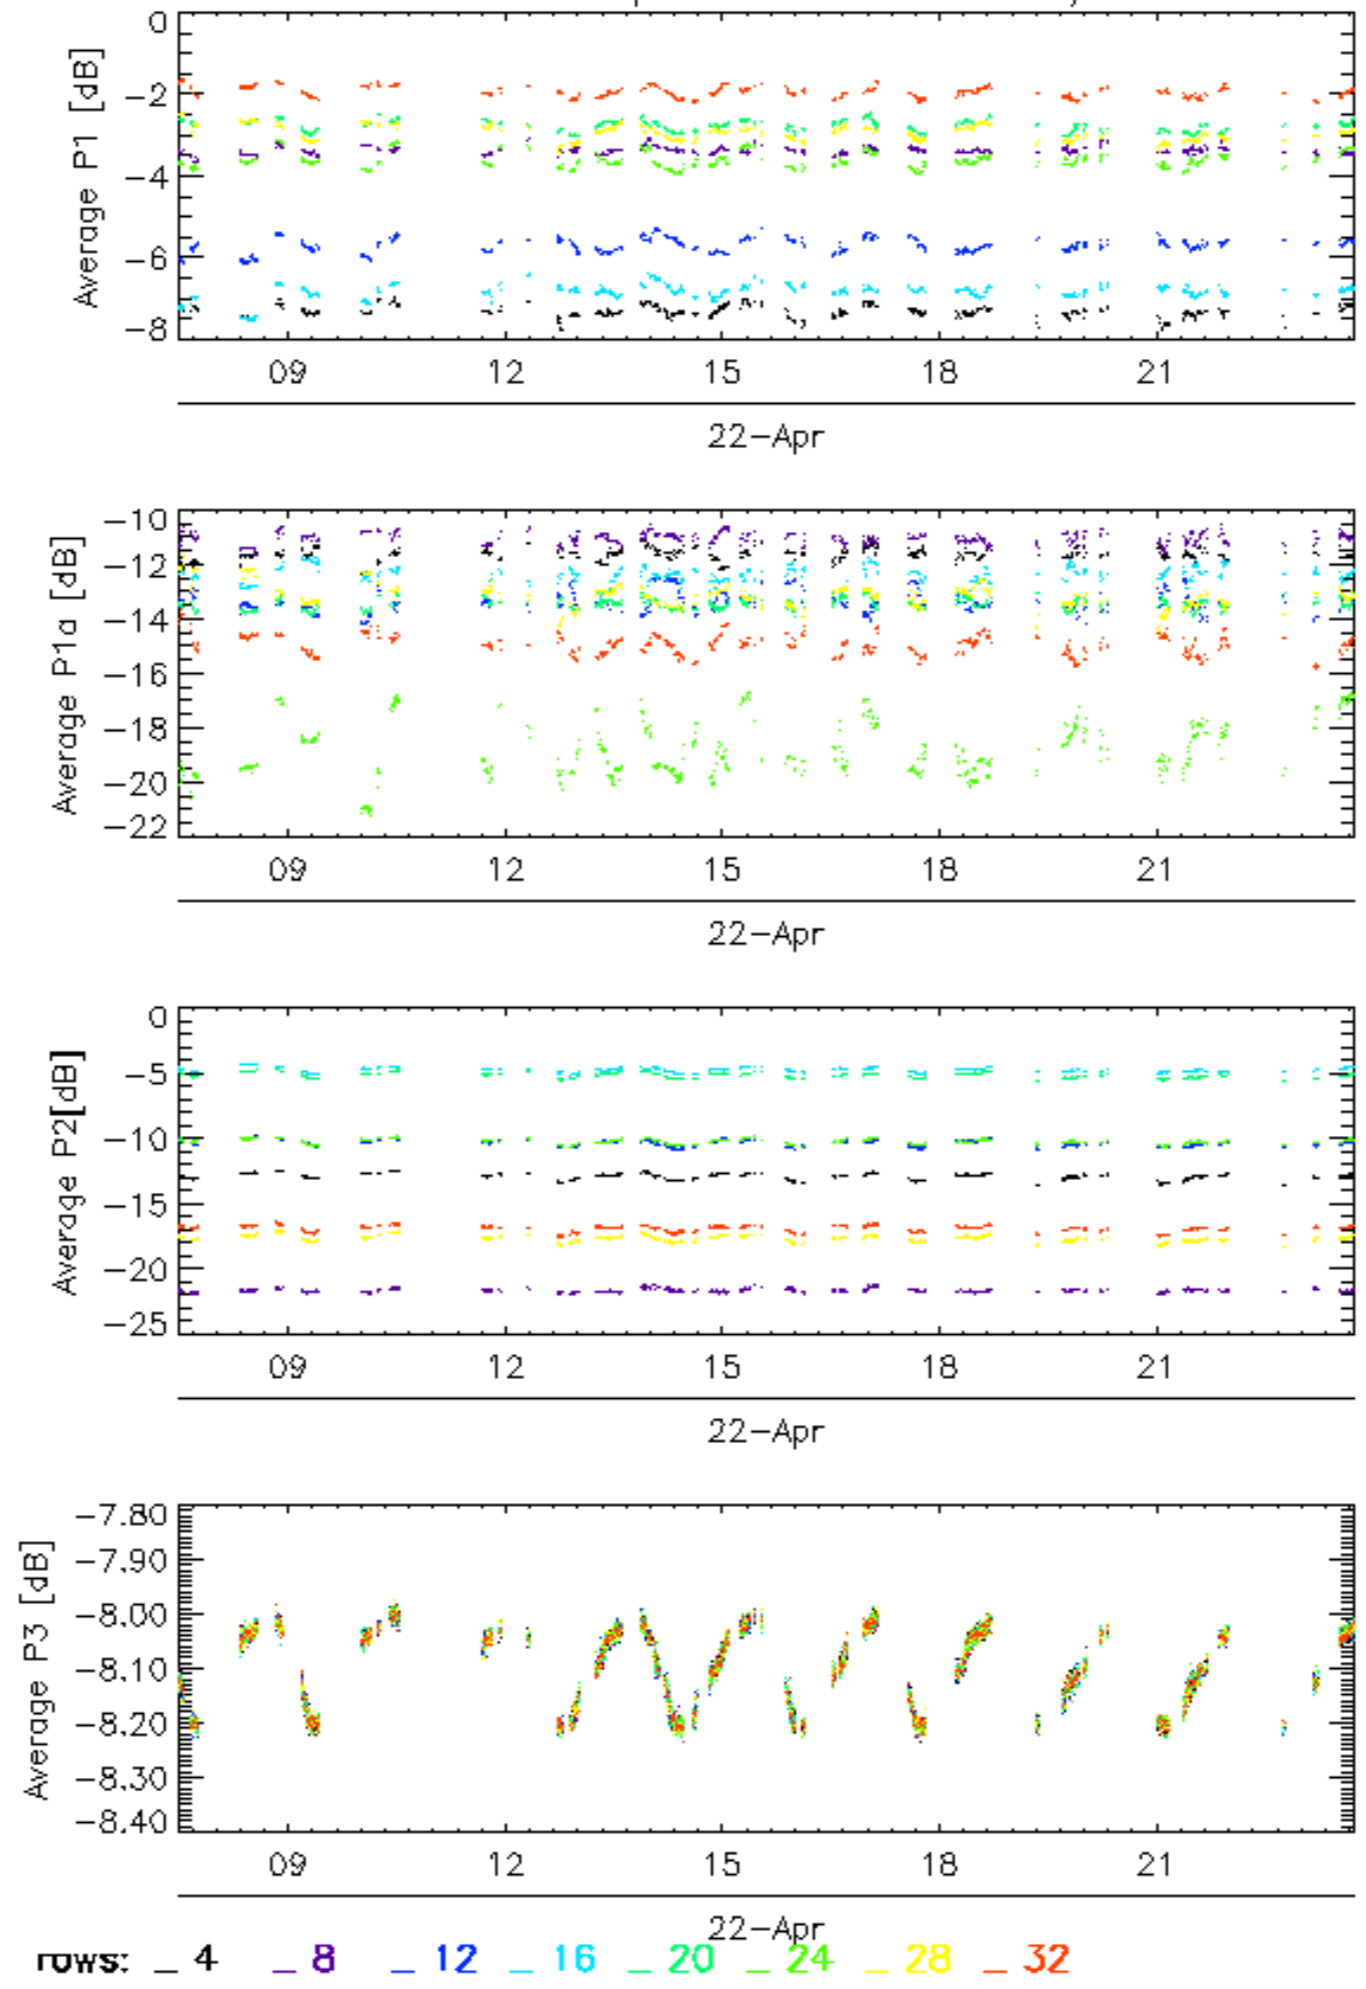 Average P1 [dB]
0
−2
−4
−6
−8
09 12 15 18 21
22−Apr
Average P1a [dB]
−10
−12
−14
−16
−18
−20
−22
09 12 15 18 21
22−Apr
Average P2[dB]
0
−5
−10
−15
−20
−25
09 12 15 18 21
22−Apr
Average P3 [dB]
−7.80
−7.90
−8.00
−8.10
−8.20
−8.30
−8.40
09 12 15 18 21
22−Apr
rows: _ 4 _ 8 _ 12 _ 16 _ 20 _ 24 _ 28 _ 32